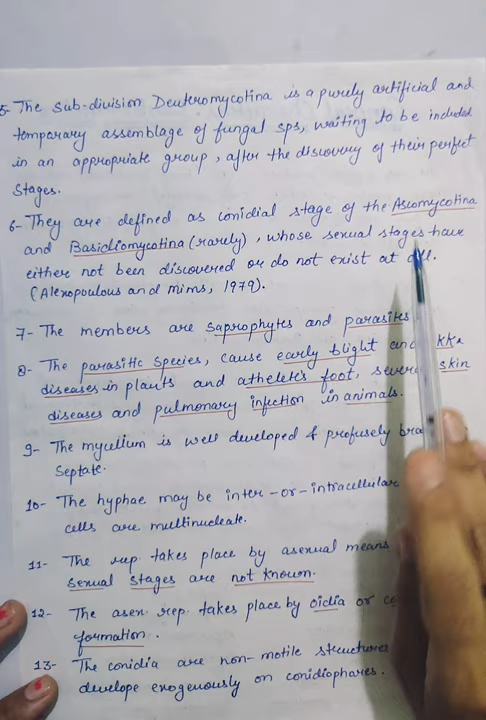 5- The sub-division Deuteromycotina is a purely artificial and
temporary assemblage of fungal sps, waiting to be included
in an appropriate group, after the discovery of their perfect
stages.
6- They are defined as conidial stage of the Ascomycotina
and Basidiomycotina (rarely), whose sexual stages have
either not been discovered or do not exist at all.
(Alexopoulous and mims, 1979).
7- The members are saprophytes and parasites
8- The parasitic species, cause early blight and
diseases in plants and athelete's foot, severe skin
diseases and pulmonary infection in animals.
9- The mycelium is well developed & profusely
septate.
10- The hyphae may be inter-or-intracellular
cells are multinucleate.
11- The rep. takes place by asexual means
sexual stages are not known.
12- The asex. rep. takes place by oidia or
formation.
13- The conidia are non-motile structures
develope exogenously on conidiophores.